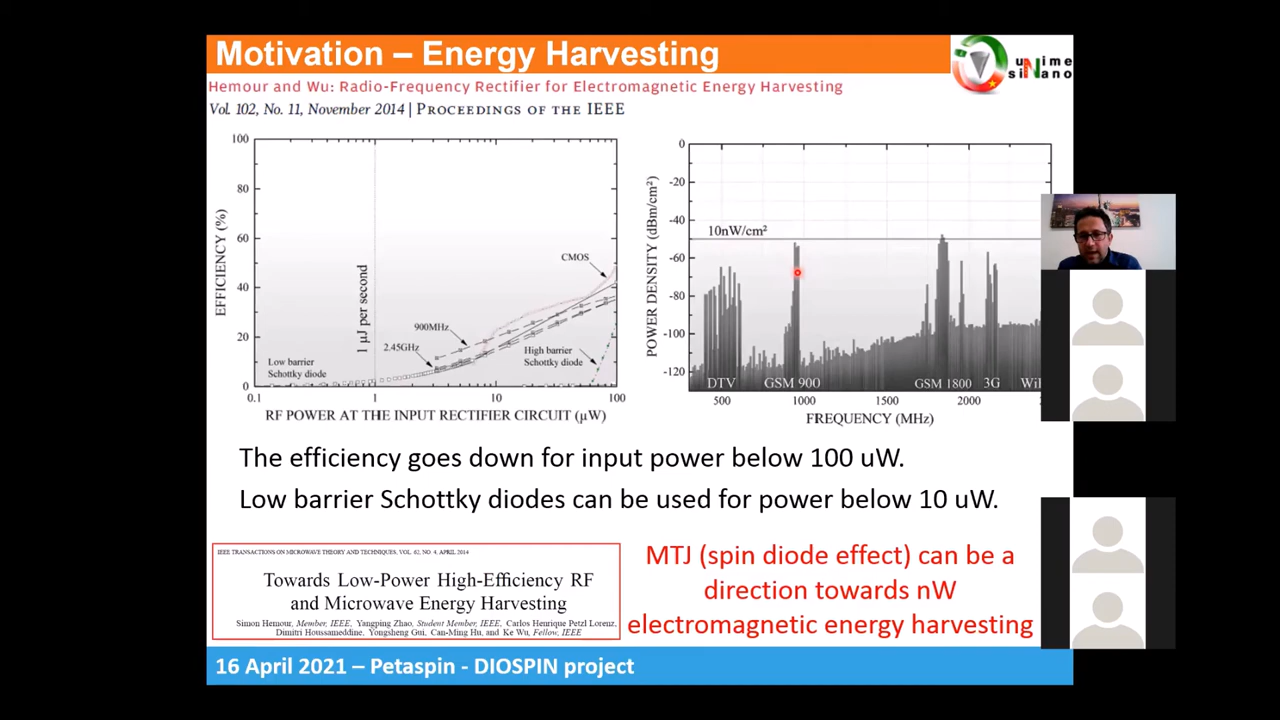 Motivation – Energy Harvesting
unime
siNano
Hemour and Wu: Radio-Frequency Rectifier for Electromagnetic Energy Harvesting
Vol. 102, No. 11, November 2014 | PROCEEDINGS OF THE IEEE
100
80
60
40
20
0
EFFICIENCY (%)
1 µJ per second
CMOS
900MHz
2.45GHz
Low barrier
Schottky diode
High barrier
Schottky diode
0.1 1 10 100
RF POWER AT THE INPUT RECTIFIER CIRCUIT (µW)
0
-20
-40
-60
-80
-100
-120
POWER DENSITY (dBm/cm²)
10nW/cm²
DTV GSM 900 GSM 1800 3G WiF
500 1000 1500 2000
FREQUENCY (MHz)
The efficiency goes down for input power below 100 uW.
Low barrier Schottky diodes can be used for power below 10 uW.
IEEE TRANSACTIONS ON MICROWAVE THEORY AND TECHNIQUES, VOL. 62, NO. 4, APRIL 2014
Towards Low-Power High-Efficiency RF
and Microwave Energy Harvesting
Simon Hemour, Member, IEEE, Yangping Zhao, Student Member, IEEE, Carlos Henrique Petzl Lorenz,
Dimitri Houssameddine, Yongsheng Gui, Can-Ming Hu, and Ke Wu, Fellow, IEEE
MTJ (spin diode effect) can be a
direction towards nW
electromagnetic energy harvesting
16 April 2021 – Petaspin - DIOSPIN project